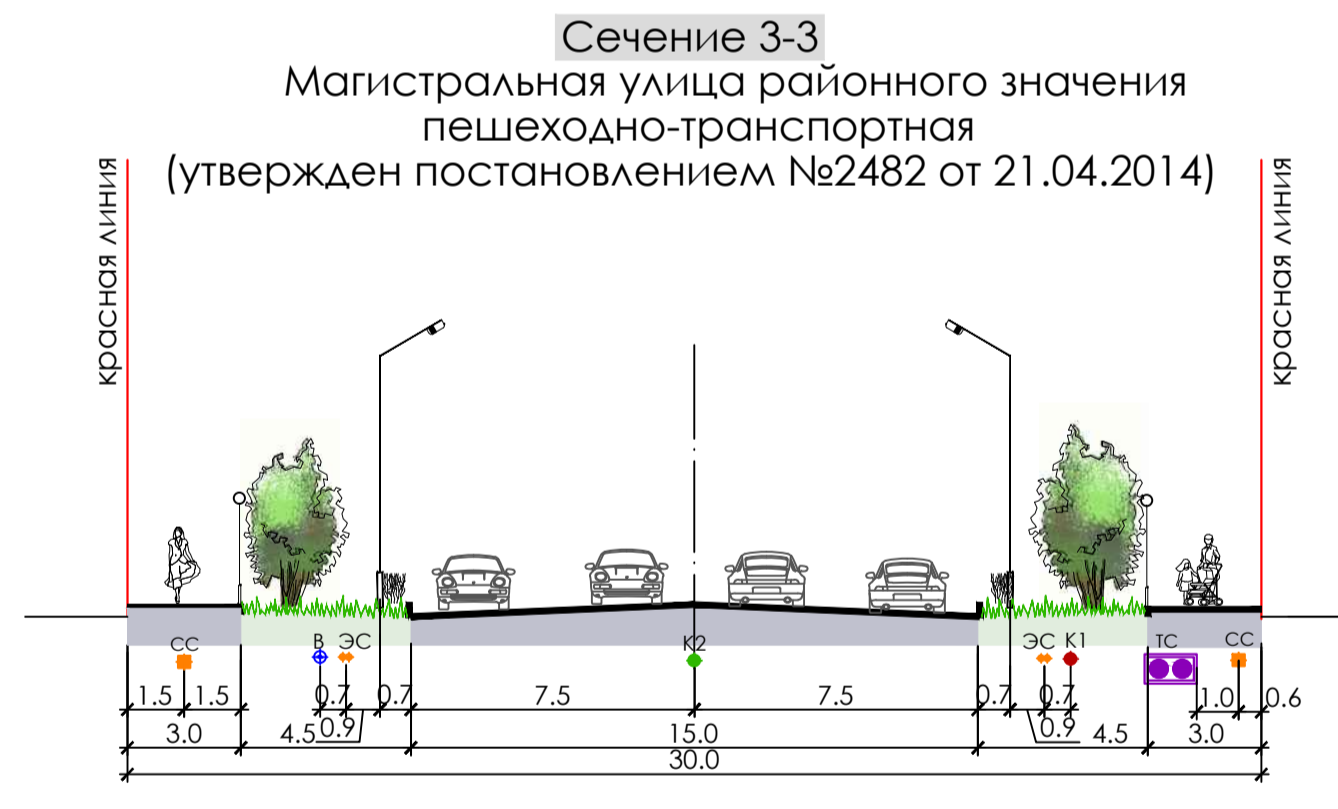 Сечение 3-3
Магистральная улица районного значения
пешеходно-транспортная
(утвержден постановлением №2482 от 21.04.2014)
красная линия
красная линия
СС В ЭС К2 ЭС К1 ТС СС
1.5 1.5 0.7 0.7 7.5 7.5 0.7 0.7 1.0 0.6
3.0 4.5 0.9 15.0 0.9 4.5 3.0
30.0